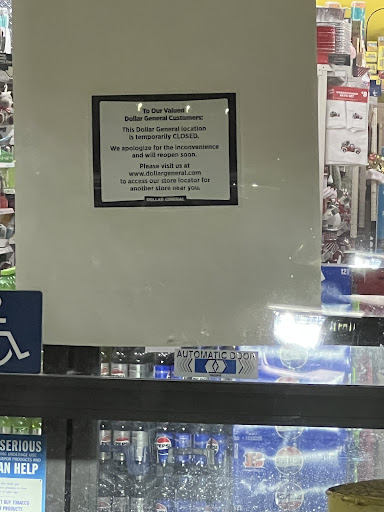 To Our Valued
Dollar General Customers:
This Dollar General location
is temporarily CLOSED.
We apologize for the inconvenience
and will reopen soon.
Please visit us at
www.dollargeneral.com
to access our store locator for
another store near you.
DOLLAR GENERAL
AUTOMATIC DOOR
pepsi
SERIOUS
AN HELP